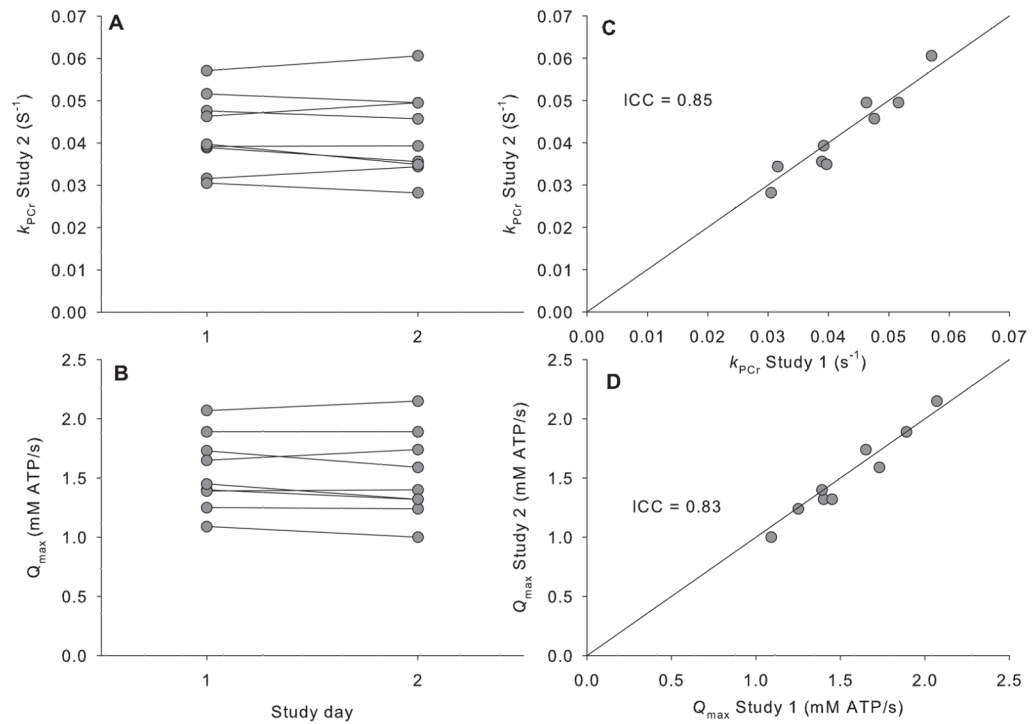 A
0.07
0.06
0.05
0.04
0.03
0.02
0.01
0.00
k_PCr Study 2 (S^-1)
1
2
C
ICC = 0.85
0.07
0.06
0.05
0.04
0.03
0.02
0.01
0.00
k_PCr Study 2 (S^-1)
0.00 0.01 0.02 0.03 0.04 0.05 0.06 0.07
k_PCr Study 1 (s^-1)
B
2.5
2.0
1.5
1.0
0.5
0.0
Q_max (mM ATP/s)
1
2
Study day
D
ICC = 0.83
2.5
2.0
1.5
1.0
0.5
0.0
Q_max Study 2 (mM ATP/s)
0.0 0.5 1.0 1.5 2.0 2.5
Q_max Study 1 (mM ATP/s)